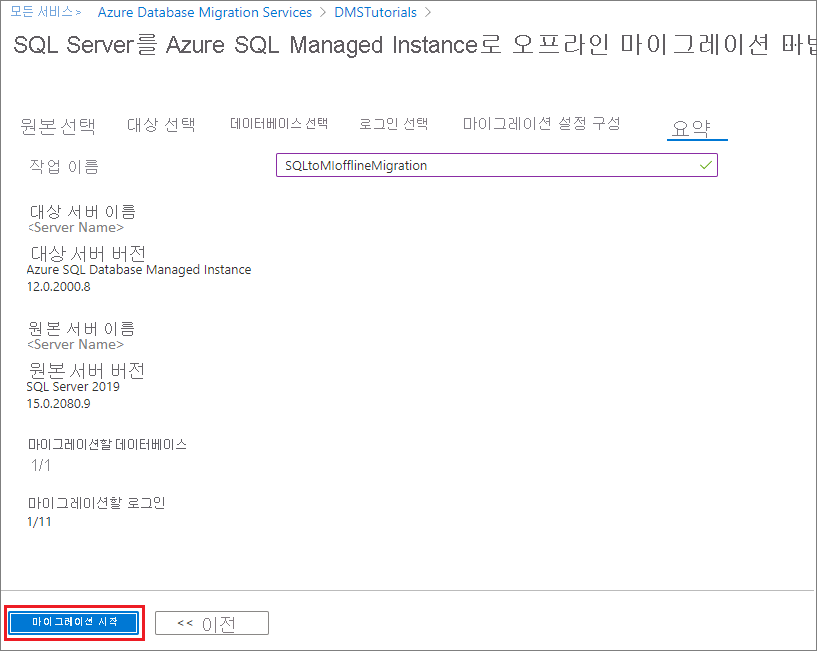 모든 서비스 > Azure Database Migration Services > DMSTutorials >
SQL Server를 Azure SQL Managed Instance로 오프라인 마이그레이션
원본 선택 대상 선택 데이터베이스 선택 로그인 선택 마이그레이션 설정 구성 요약
작업 이름 SQLtoMIofflineMigration
대상 서버 이름
<Server Name>
대상 서버 버전
Azure SQL Database Managed Instance
12.0.2000.8
원본 서버 이름
<Server Name>
원본 서버 버전
SQL Server 2019
15.0.2080.9
마이그레이션할 데이터베이스
1/1
마이그레이션할 로그인
1/11
마이그레이션 시작 << 이전